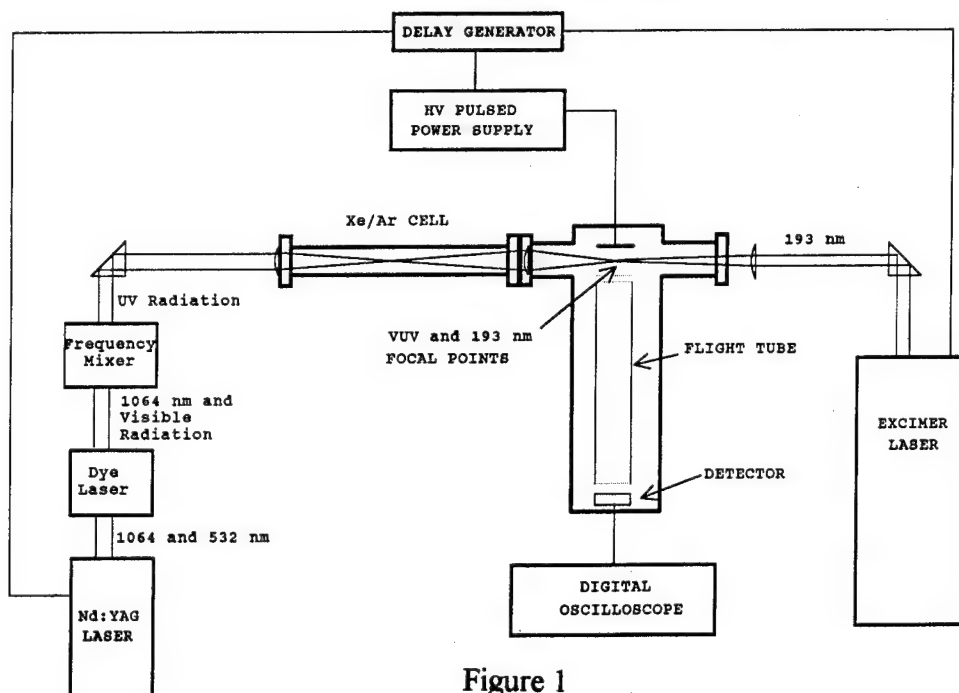 DELAY GENERATOR
HV PULSED
POWER SUPPLY
Xe/Ar CELL
193 nm
UV Radiation
VUV and 193 nm
FOCAL POINTS
FLIGHT TUBE
Frequency
Mixer
1064 nm and
Visible
Radiation
EXCIMER
LASER
Dye
Laser
DETECTOR
1064 and 532 nm
DIGITAL
OSCILLOSCOPE
Nd:YAG
LASER
Figure 1